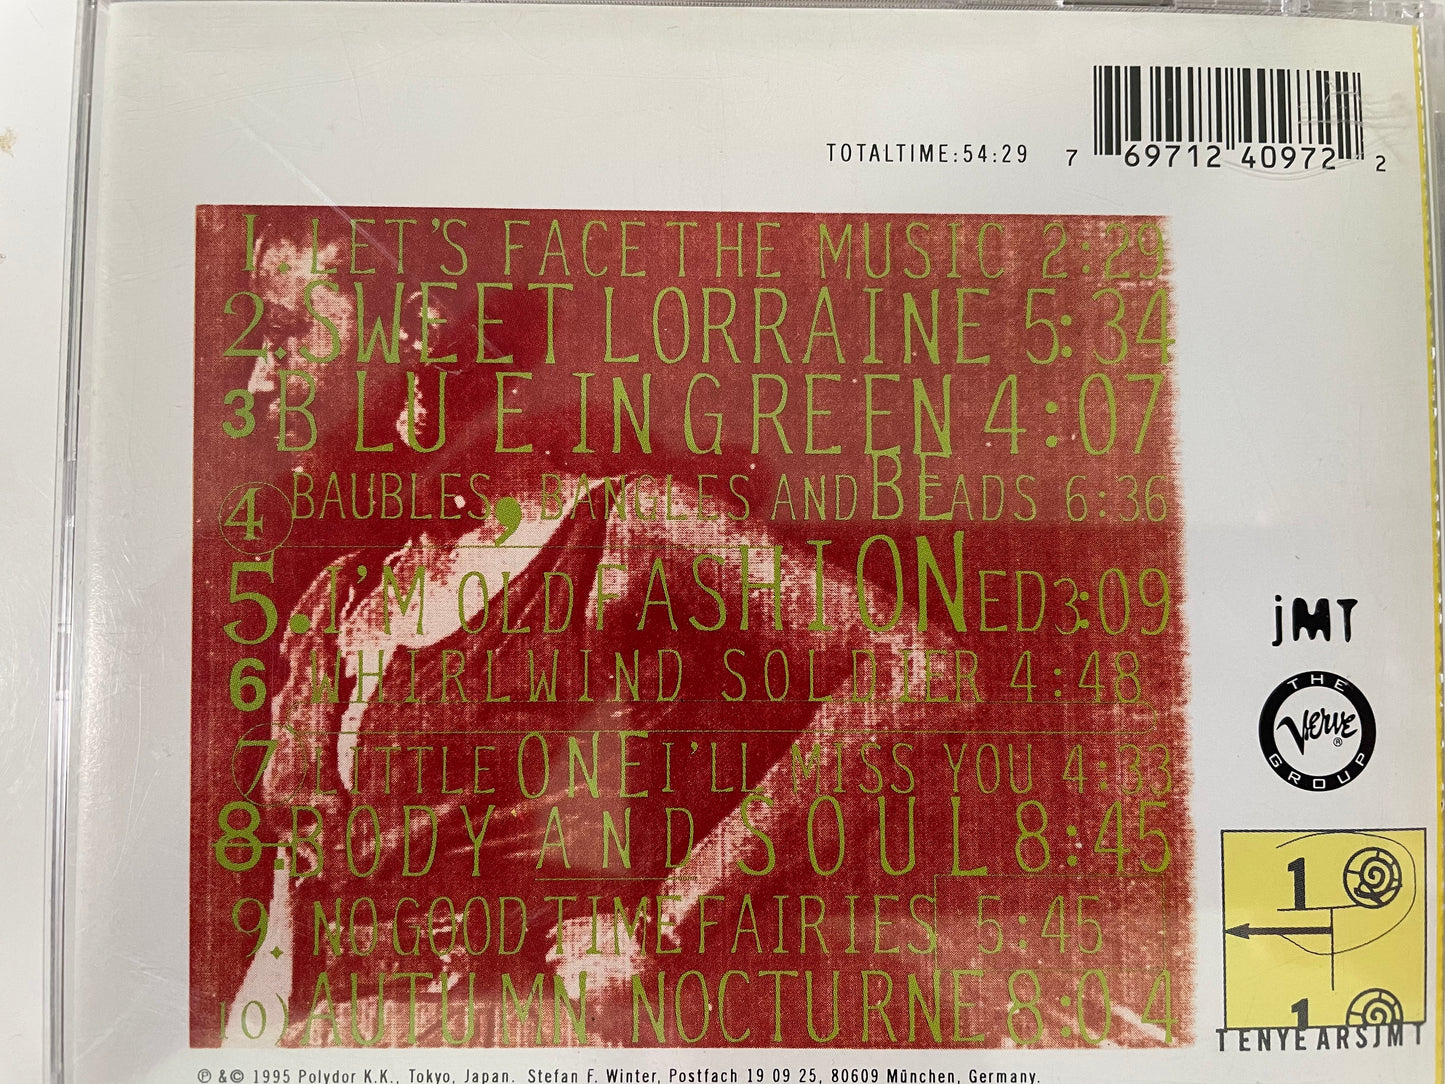 TOTALTIME:54:29
7 69712 40972 2
1. LET'S FACE THE MUSIC 2:29
2. SWEET LORRAINE 5:34
3 BLUE IN GREEN 4:07
4 BAUBLES, BANGLES AND BEADS 6:36
5. I'M OLD FASHIONED 3:09
6 WHIRLWIND SOLDIER 4:48
7 LITTLE ONE I'LL MISS YOU 4:33
8. BODY AND SOUL 8:45
9. NO GOOD TIME FAIRIES 5:45
10) AUTUMN NOCTURNE 8:04
jMT
THE
VERVE®
GROUP
1
1
TENYEARSJMT
℗ &© 1995 Polydor K.K., Tokyo, Japan. Stefan F. Winter, Postfach 19 09 25, 80609 München, Germany.